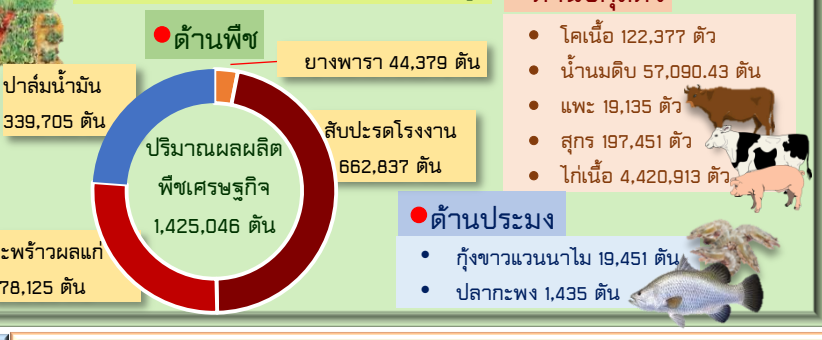 ด้านพืช
ยางพารา 44,379 ตัน
ปาล์มน้ำมัน
339,705 ตัน
สับปะรดโรงงาน
662,837 ตัน
ปริมาณผลผลิต
พืชเศรษฐกิจ
1,425,046 ตัน
ะพร้าวผลแก่
78,125 ตัน
• โคเนื้อ 122,377 ตัว
• น้ำนมดิบ 57,090.43 ตัน
• แพะ 19,135 ตัว
• สุกร 197,451 ตัว
• ไก่เนื้อ 4,420,913 ตัว
ด้านประมง
• กุ้งขาวแวนนาไม 19,451 ตัน
• ปลากะพง 1,435 ตัน